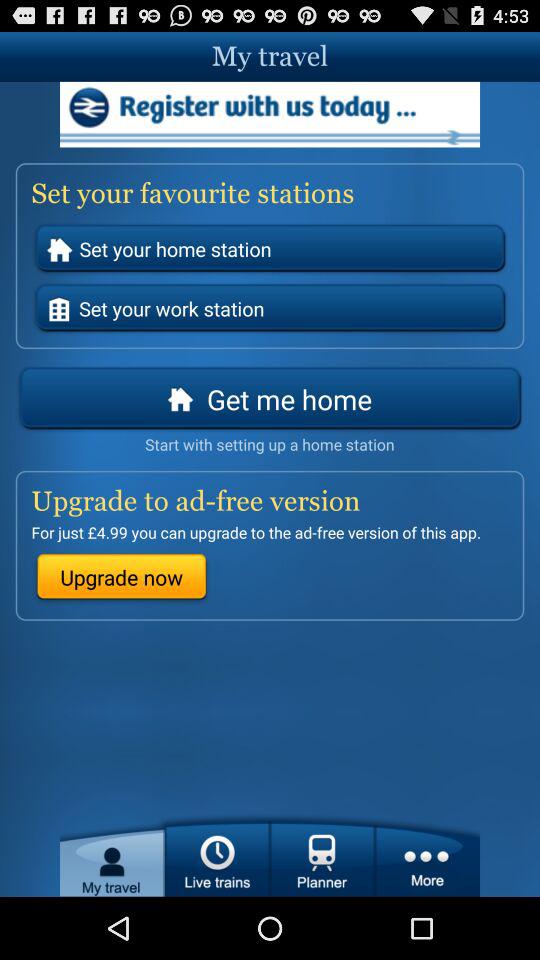 4:53
My travel
Register with us today ...
Set your favourite stations
Set your home station
Set your work station
Get me home
Start with setting up a home station
Upgrade to ad-free version
For just £4.99 you can upgrade to the ad-free version of this app.
Upgrade now
My travel
Live trains
Planner
More